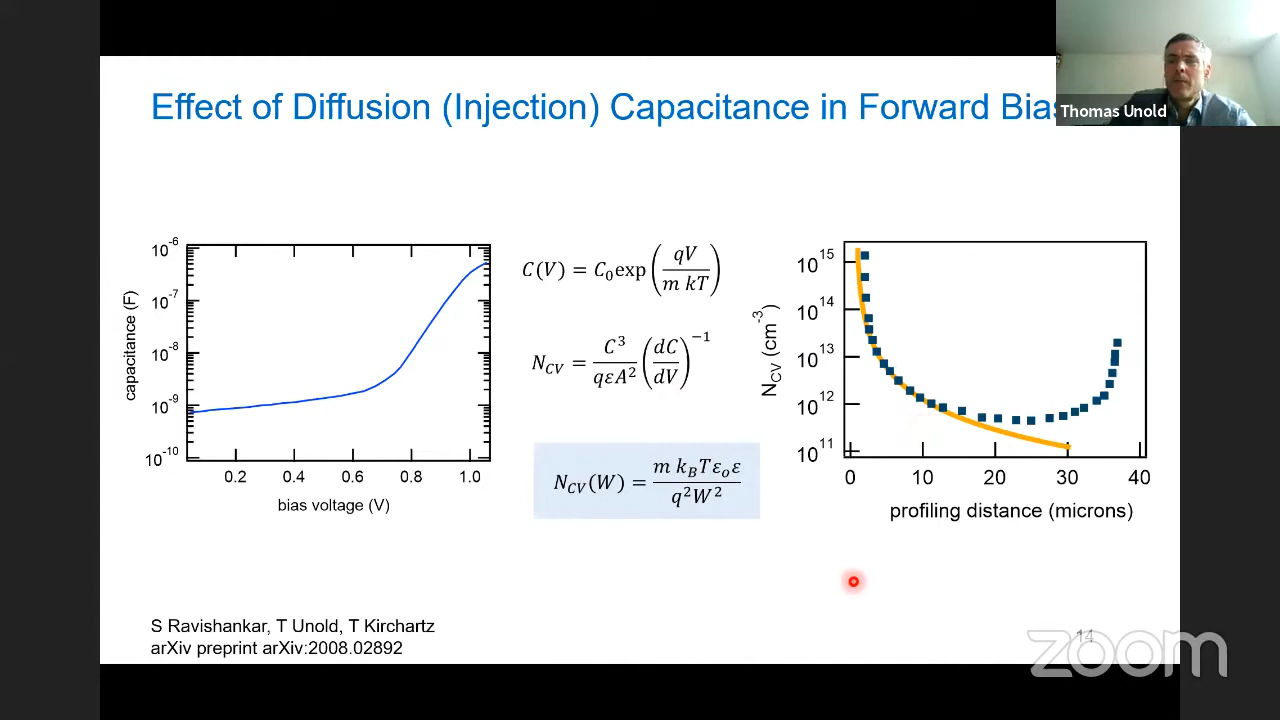 Effect of Diffusion (Injection) Capacitance in Forward Bias
Thomas Unold
10⁻⁶
10⁻⁷
10⁻⁸
10⁻⁹
10⁻¹⁰
capacitance (F)
0.2 0.4 0.6 0.8 1.0
bias voltage (V)
C(V) = C₀exp(qV / m kT)
N_CV = C³ / qεA² (dC / dV)⁻¹
N_CV(W) = m k_B Tε₀ε / q²W²
10¹⁵
10¹⁴
10¹³
10¹²
10¹¹
N_CV (cm⁻³)
0 10 20 30 40
profiling distance (microns)
S Ravishankar, T Unold, T Kirchartz
arXiv preprint arXiv:2008.02892
14
zoom